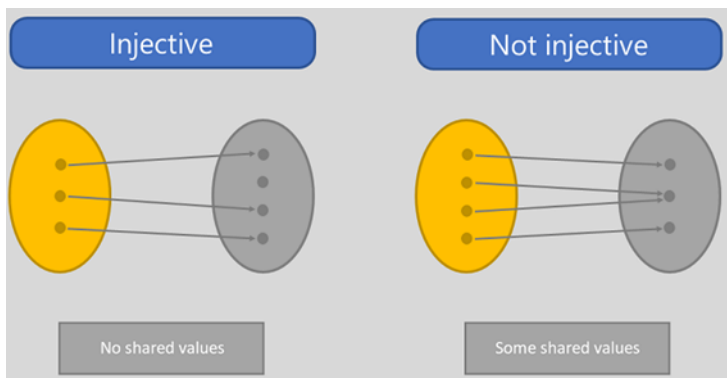 Injective
Not injective
No shared values
Some shared values